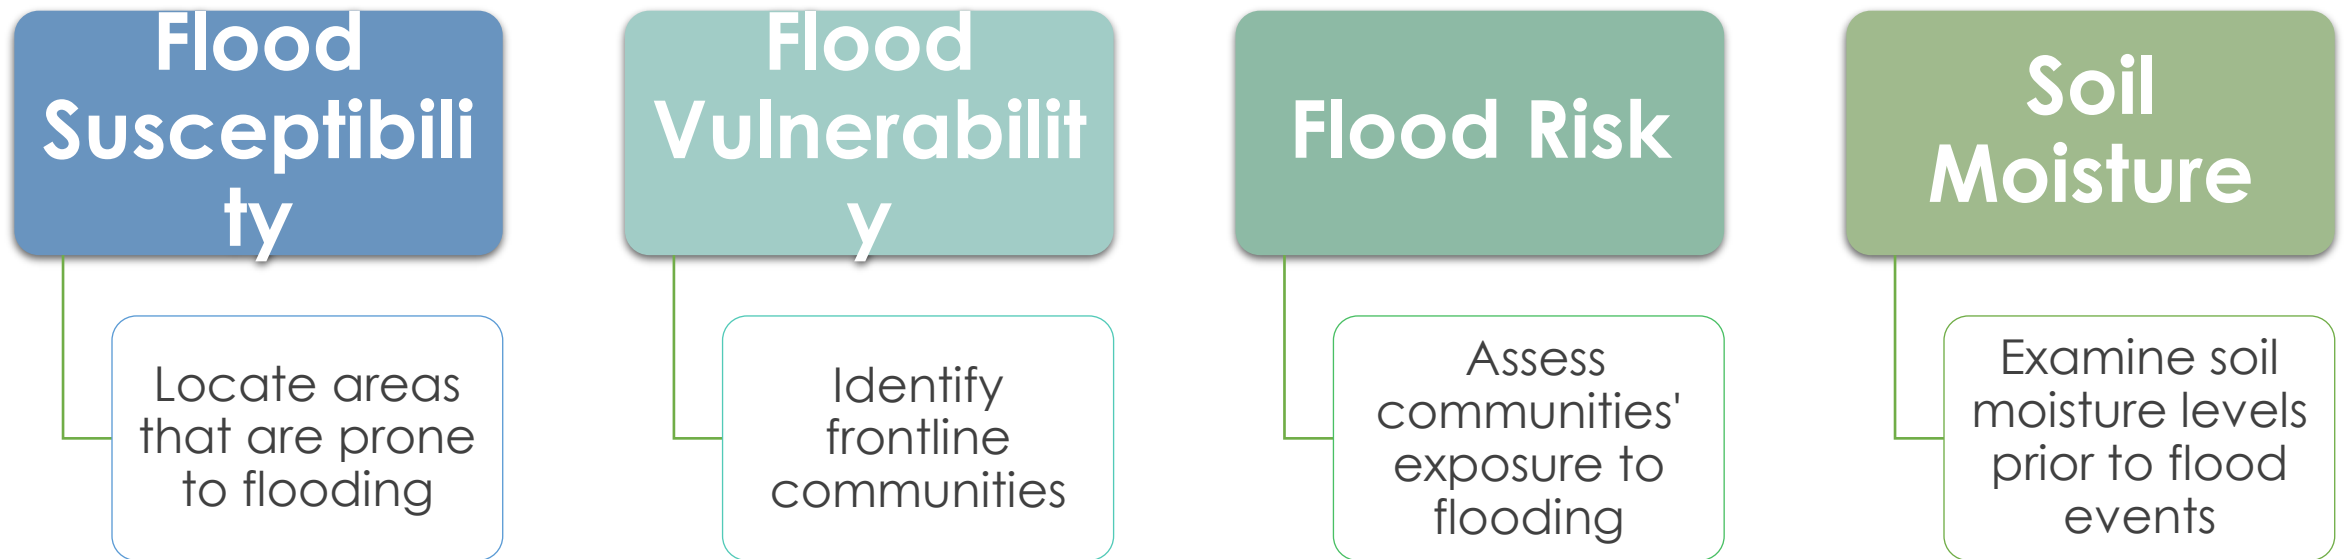 Flood
Susceptibili
ty
Locate areas
that are prone
to flooding
Flood
Vulnerabilit
y
Identify
frontline
communities
Flood Risk
Assess
communities'
exposure to
flooding
Soil
Moisture
Examine soil
moisture levels
prior to flood
events